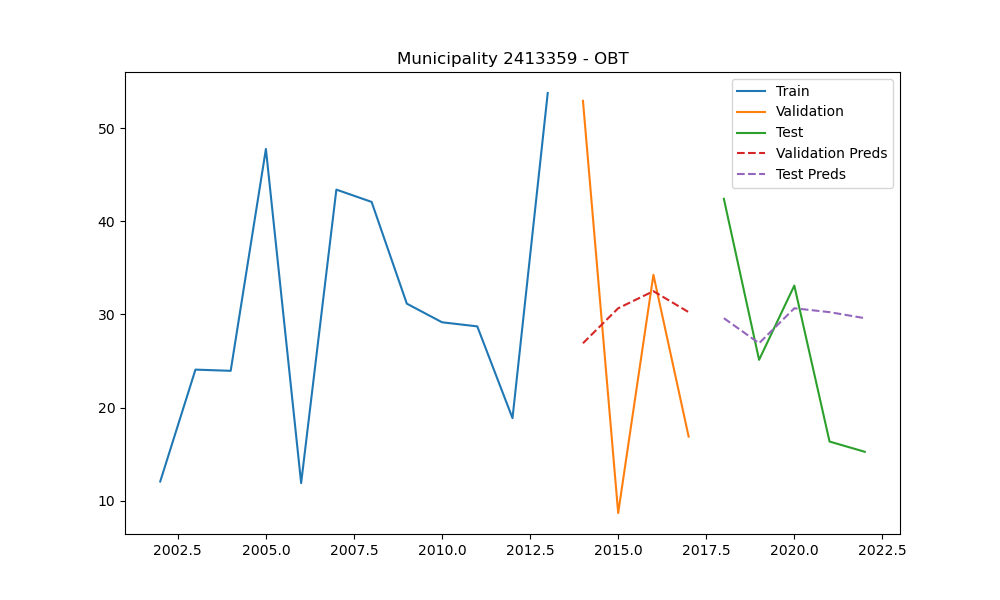 Municipality 2413359 - OBT
Train
Validation
Test
Validation Preds
Test Preds
50
40
30
20
10
2002.5 2005.0 2007.5 2010.0 2012.5 2015.0 2017.5 2020.0 2022.5